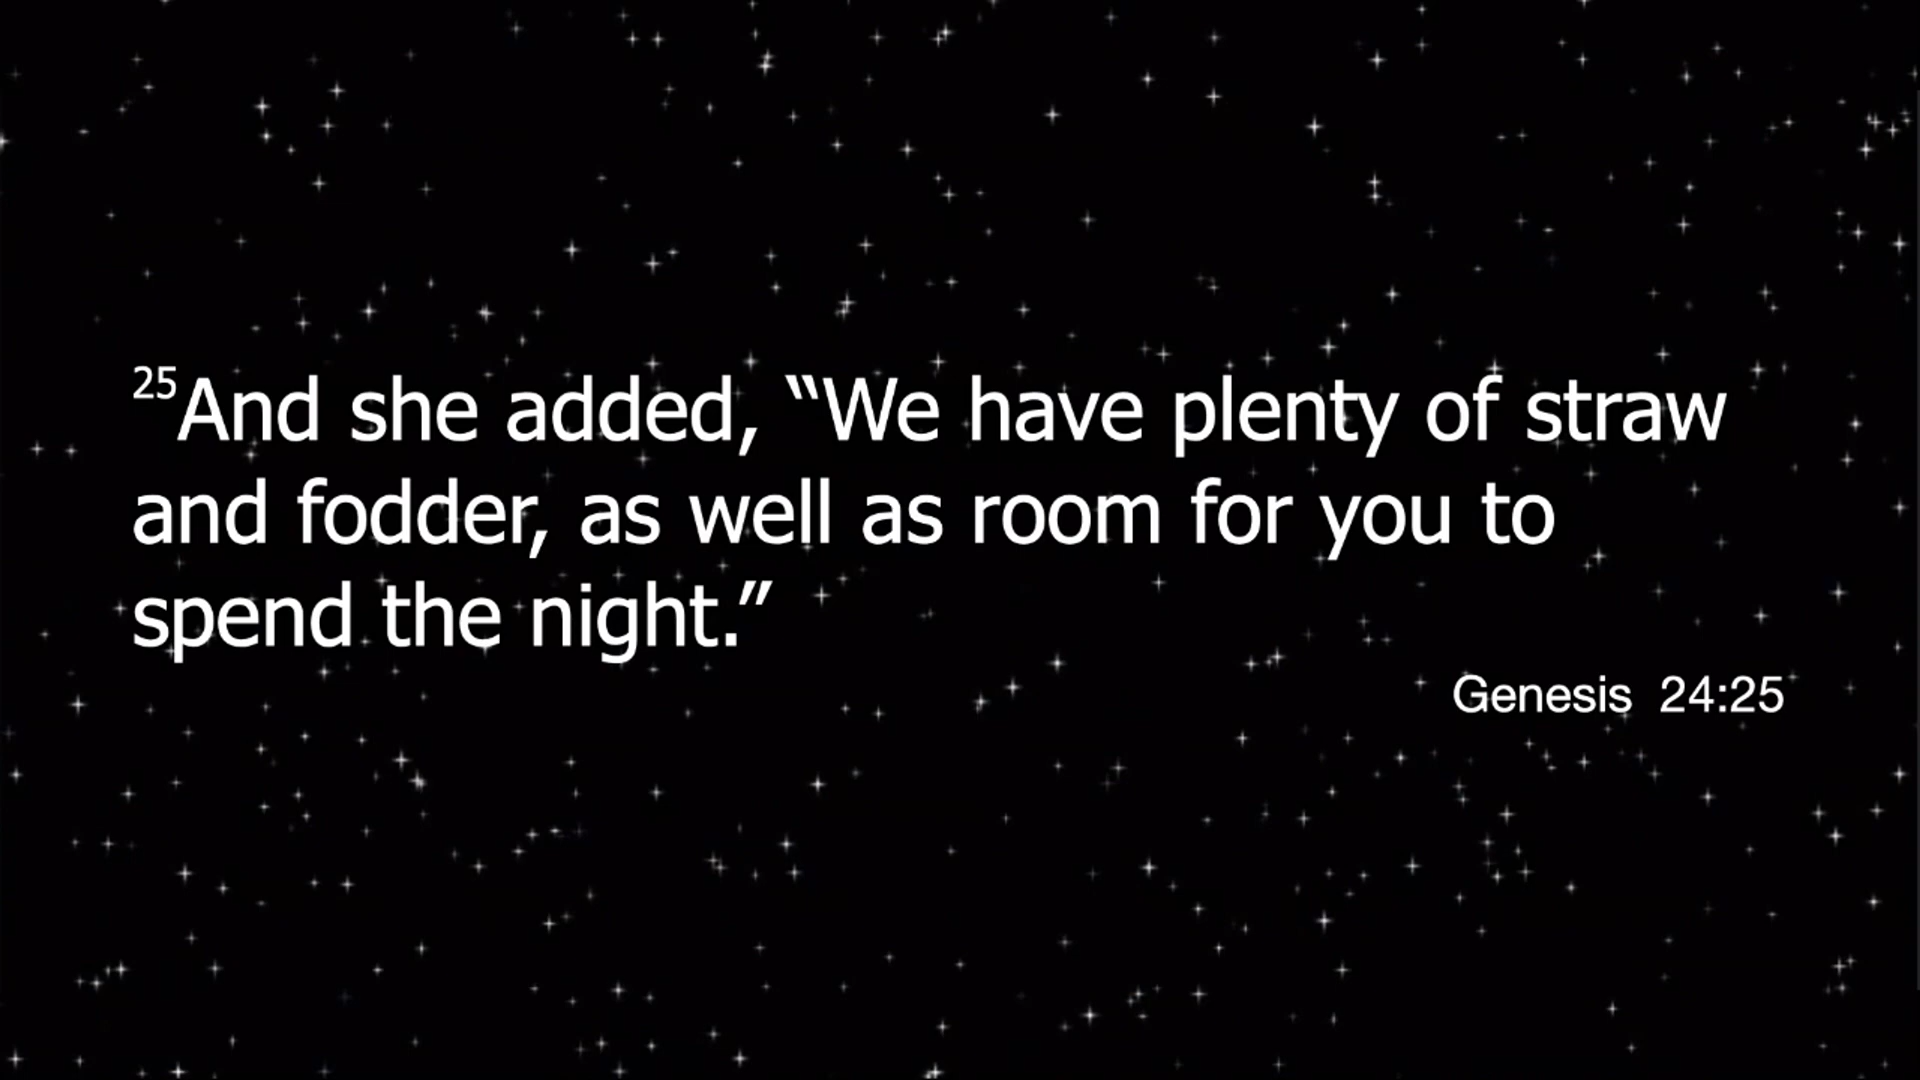 25And she added, “We have plenty of straw
and fodder, as well as room for you to
spend the night.”
Genesis 24:25